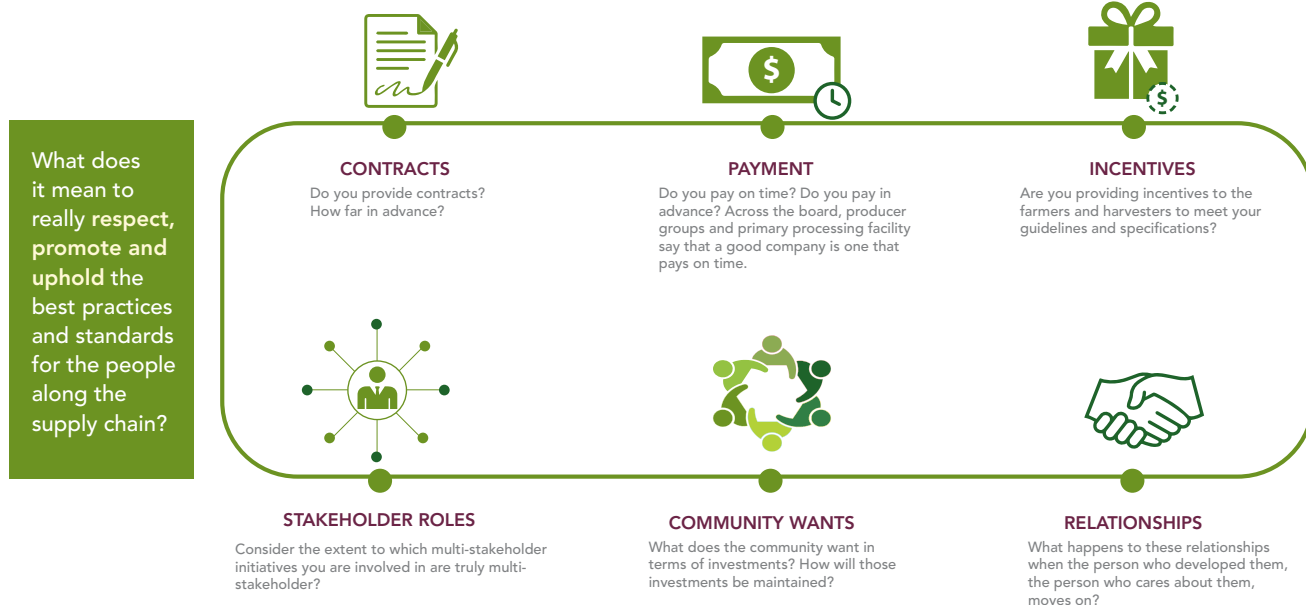 What does
it mean to
really respect,
promote and
uphold the
best practices
and standards
for the people
along the
supply chain?
$
$
CONTRACTS
Do you provide contracts?
How far in advance?
PAYMENT
Do you pay on time? Do you pay in
advance? Across the board, producer
groups and primary processing facility
say that a good company is one that
pays on time.
INCENTIVES
Are you providing incentives to the
farmers and harvesters to meet your
guidelines and specifications?
STAKEHOLDER ROLES
Consider the extent to which multi-stakeholder
initiatives you are involved in are truly multi-
stakeholder?
COMMUNITY WANTS
What does the community want in
terms of investments? How will those
investments be maintained?
RELATIONSHIPS
What happens to these relationships
when the person who developed them,
the person who cares about them,
moves on?